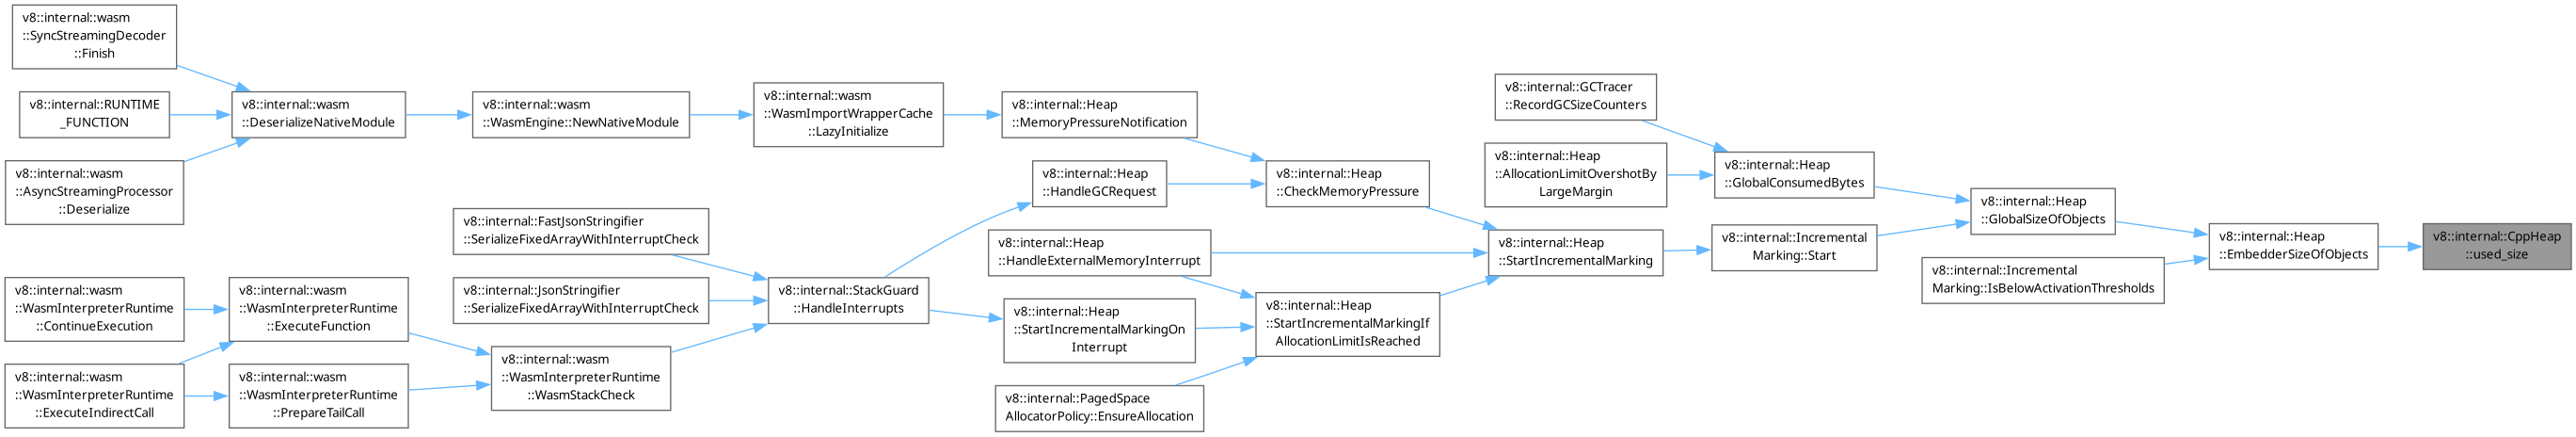 v8::internal::wasm
::SyncStreamingDecoder
::Finish
v8::internal::RUNTIME
_FUNCTION
v8::internal::wasm
::AsyncStreamingProcessor
::Deserialize
v8::internal::wasm
::DeserializeNativeModule
v8::internal::wasm
::WasmEngine::NewNativeModule
v8::internal::wasm
::WasmImportWrapperCache
::LazyInitialize
v8::internal::Heap
::MemoryPressureNotification
v8::internal::Heap
::HandleGCRequest
v8::internal::Heap
::CheckMemoryPressure
v8::internal::GCTracer
::RecordGCSizeCounters
v8::internal::Heap
::AllocationLimitOvershotBy
LargeMargin
v8::internal::Heap
::GlobalConsumedBytes
v8::internal::Heap
::GlobalSizeOfObjects
v8::internal::Incremental
Marking::Start
v8::internal::Heap
::StartIncrementalMarking
v8::internal::Heap
::HandleExternalMemoryInterrupt
v8::internal::Incremental
Marking::IsBelowActivationThresholds
v8::internal::Heap
::EmbedderSizeOfObjects
v8::internal::CppHeap
::used_size
v8::internal::FastJsonStringifier
::SerializeFixedArrayWithInterruptCheck
v8::internal::JsonStringifier
::SerializeFixedArrayWithInterruptCheck
v8::internal::StackGuard
::HandleInterrupts
v8::internal::Heap
::StartIncrementalMarkingOn
Interrupt
v8::internal::Heap
::StartIncrementalMarkingIf
AllocationLimitIsReached
v8::internal::PagedSpace
AllocatorPolicy::EnsureAllocation
v8::internal::wasm
::WasmInterpreterRuntime
::ContinueExecution
v8::internal::wasm
::WasmInterpreterRuntime
::ExecuteFunction
v8::internal::wasm
::WasmInterpreterRuntime
::WasmStackCheck
v8::internal::wasm
::WasmInterpreterRuntime
::ExecuteIndirectCall
v8::internal::wasm
::WasmInterpreterRuntime
::PrepareTailCall